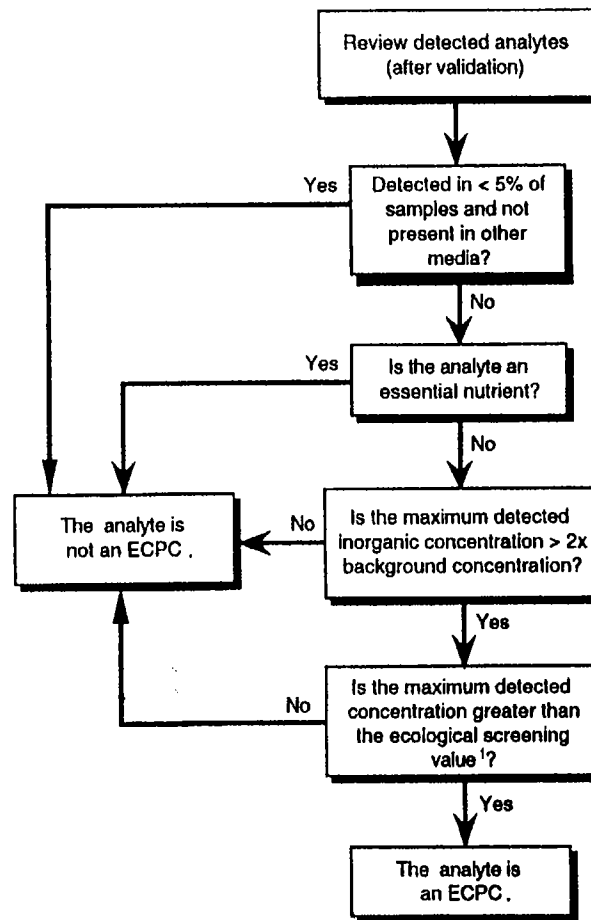 Review detected analytes
(after validation)
Yes
Detected in < 5% of
samples and not
present in other
media?
No
Yes
Is the analyte an
essential nutrient?
No
The analyte is
not an ECPC.
No
Is the maximum detected
inorganic concentration > 2x
background concentration?
Yes
No
Is the maximum detected
concentration greater than
the ecological screening
value ¹?
Yes
The analyte is
an ECPC.